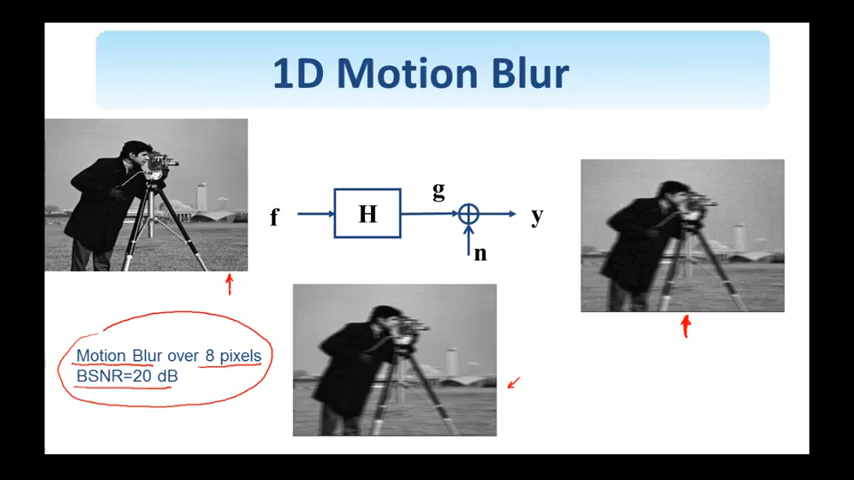 1D Motion Blur
f
H
g
y
n
Motion Blur over 8 pixels
BSNR=20 dB